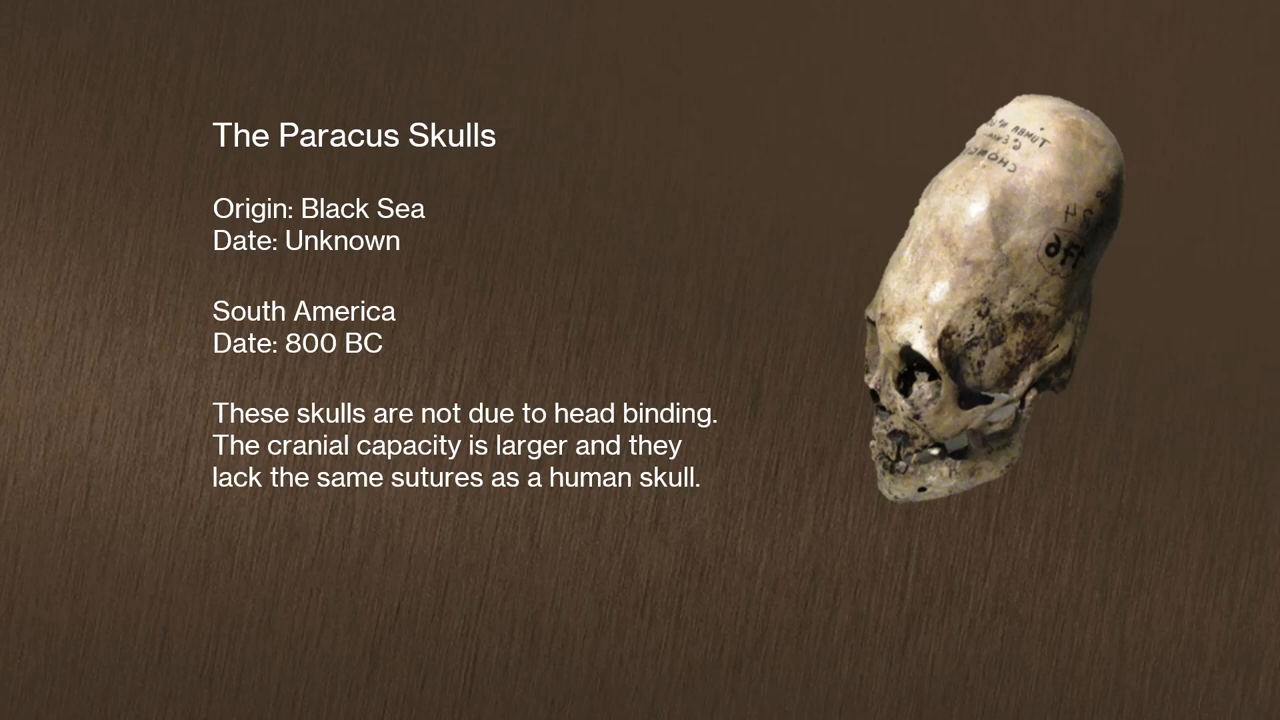 The Paracus Skulls
Origin: Black Sea
Date: Unknown
South America
Date: 800 BC
These skulls are not due to head binding.
The cranial capacity is larger and they
lack the same sutures as a human skull.